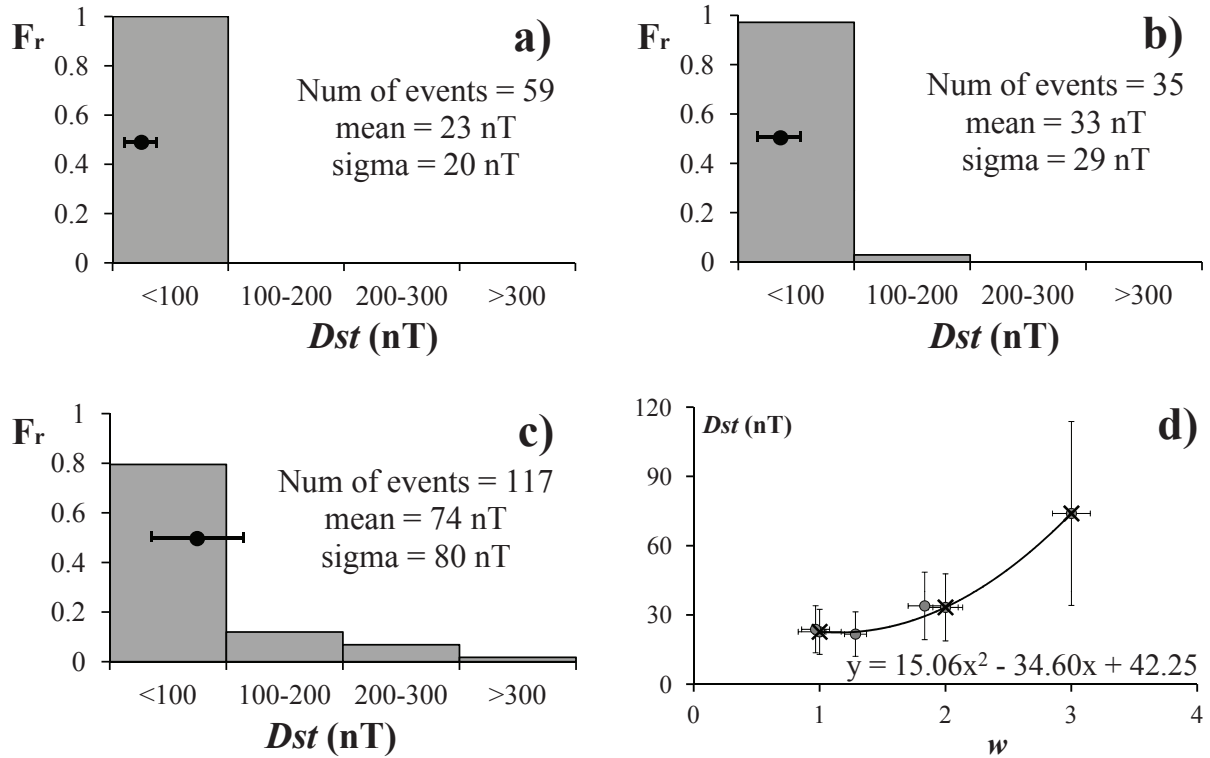 a)
Fr
1
0.8
0.6
0.4
0.2
0
Num of events = 59
mean = 23 nT
sigma = 20 nT
<100 100-200 200-300 >300
Dst (nT)
b)
Fr
1
0.8
0.6
0.4
0.2
0
Num of events = 35
mean = 33 nT
sigma = 29 nT
<100 100-200 200-300 >300
Dst (nT)
c)
Fr
1
0.8
0.6
0.4
0.2
0
Num of events = 117
mean = 74 nT
sigma = 80 nT
<100 100-200 200-300 >300
Dst (nT)
d)
Dst (nT)
120
90
60
30
0
y = 15.06x² - 34.60x + 42.25
0 1 2 3 4
w